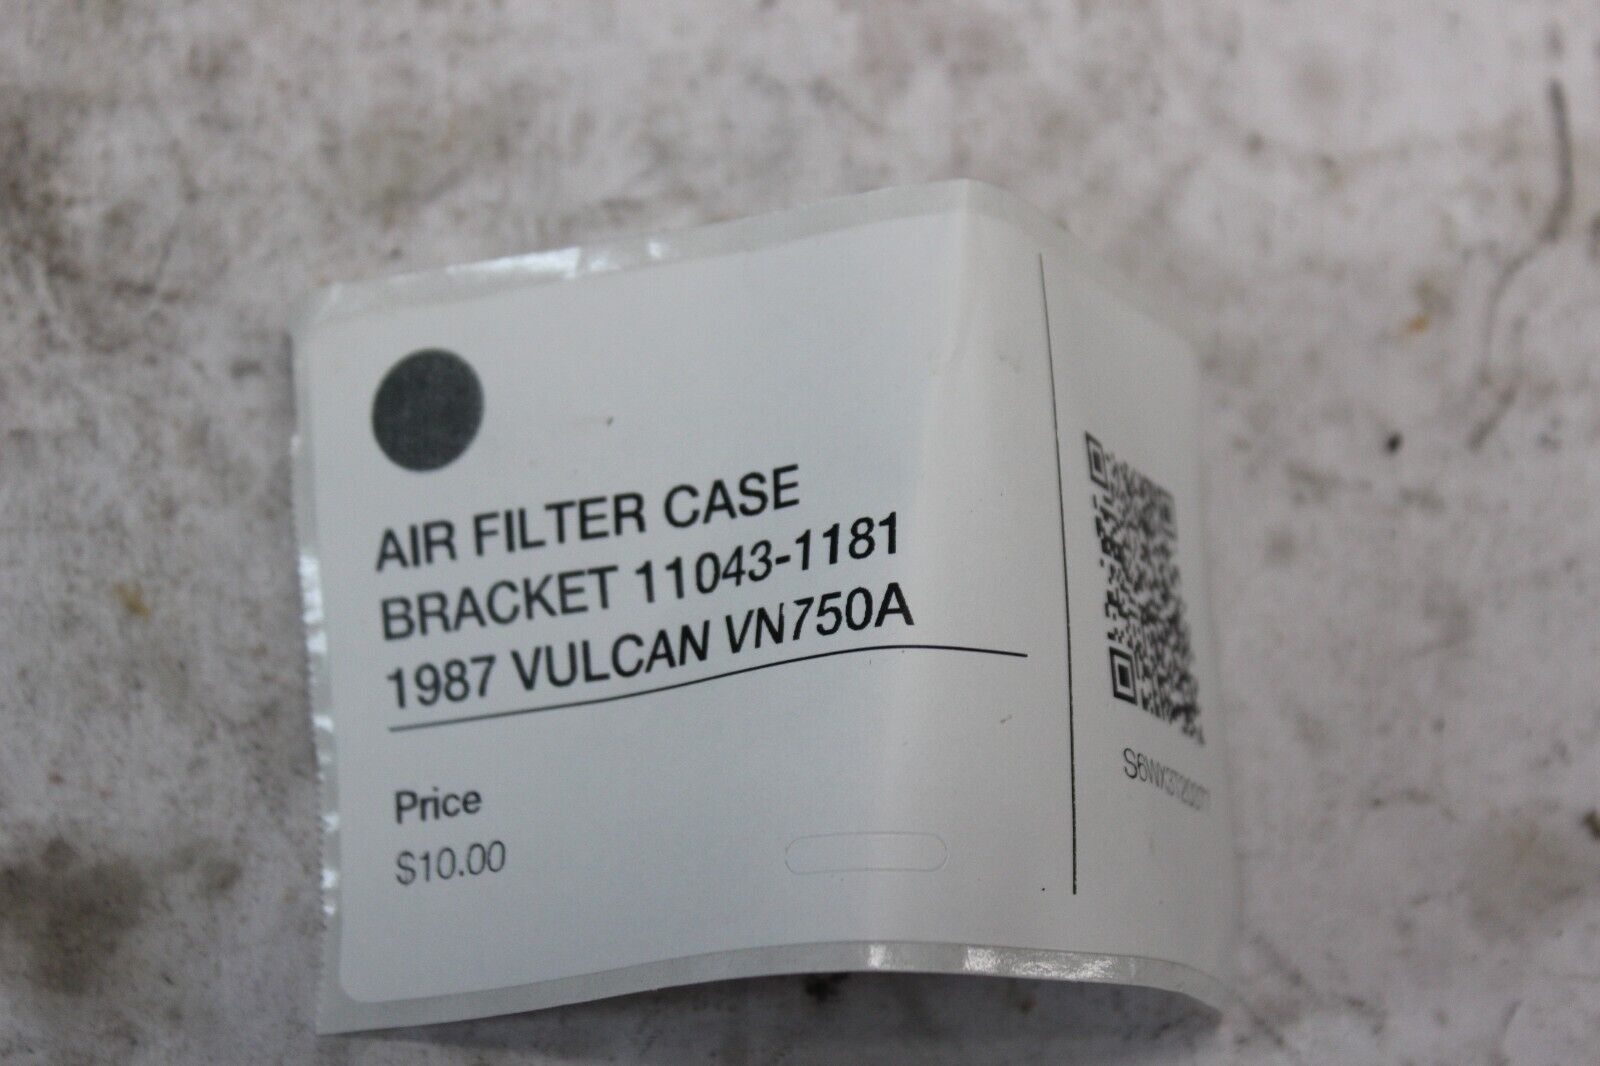 AIR FILTER CASE
BRACKET 11043-1181
1987 VULCAN VN750A
Price
$10.00